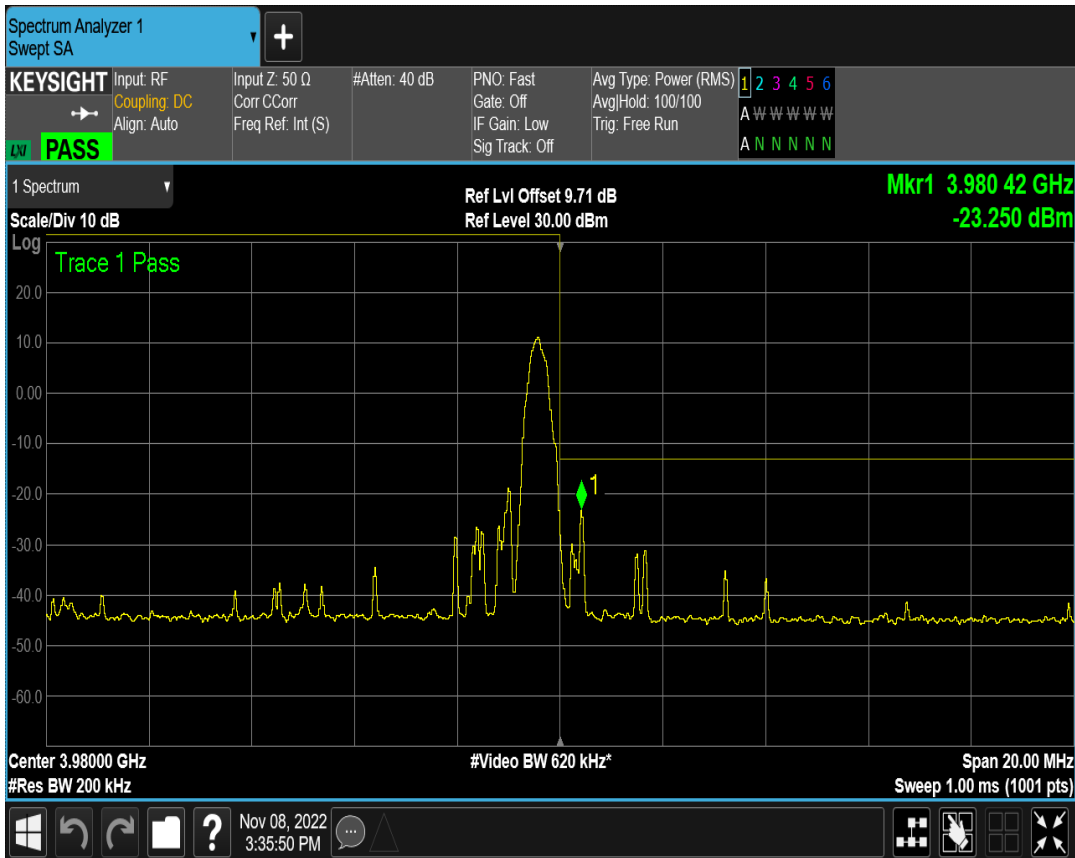 Spectrum Analyzer 1
Swept SA
+
KEYSIGHT
LXI PASS
Input: RF
Coupling: DC
Align: Auto
Input Z: 50 Ω
Corr CCorr
Freq Ref: Int (S)
#Atten: 40 dB
PNO: Fast
Gate: Off
IF Gain: Low
Sig Track: Off
Avg Type: Power (RMS)
Avg|Hold: 100/100
Trig: Free Run
1 2 3 4 5 6
A W W W W W
A N N N N N
1 Spectrum
Scale/Div 10 dB
Ref Lvl Offset 9.71 dB
Ref Level 30.00 dBm
Mkr1 3.980 42 GHz
-23.250 dBm
Log
Trace 1 Pass
20.0
10.0
0.00
-10.0
-20.0
-30.0
-40.0
-50.0
-60.0
1
Center 3.98000 GHz
#Res BW 200 kHz
#Video BW 620 kHz*
Span 20.00 MHz
Sweep 1.00 ms (1001 pts)
?
Nov 08, 2022
3:35:50 PM